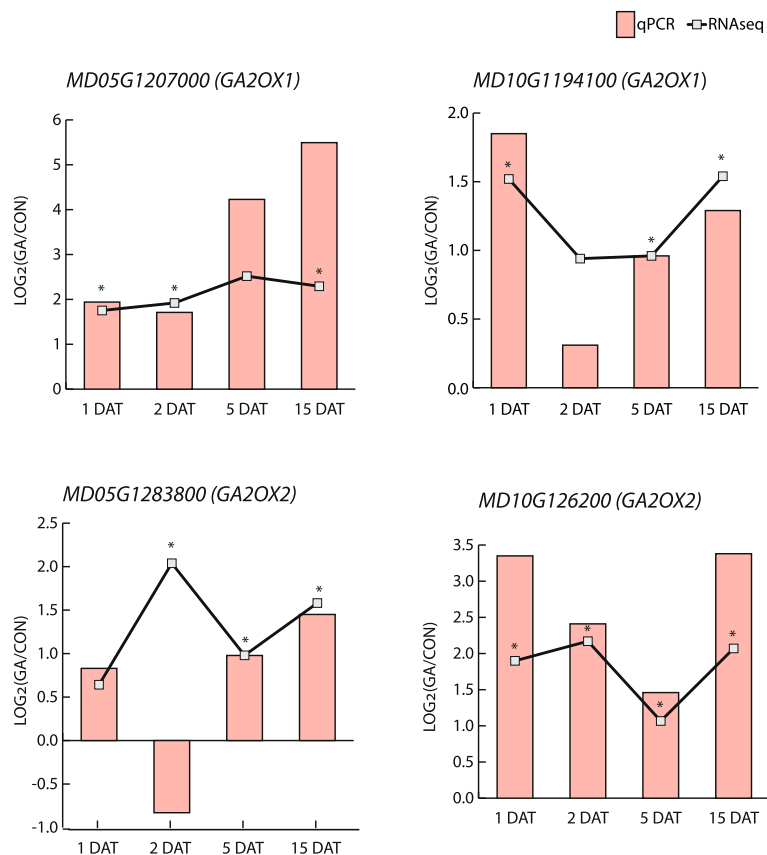 qPCR RNAseq
MD05G1207000 (GA2OX1)
LOG2(GA/CON)
6
5
4
3
2
1
0
* * *
1 DAT 2 DAT 5 DAT 15 DAT
MD10G1194100 (GA2OX1)
LOG2(GA/CON)
2.0
1.5
1.0
0.5
0.0
* * *
1 DAT 2 DAT 5 DAT 15 DAT
MD05G1283800 (GA2OX2)
LOG2(GA/CON)
2.5
2.0
1.5
1.0
0.5
0.0
-0.5
-1.0
* * *
1 DAT 2 DAT 5 DAT 15 DAT
MD10G126200 (GA2OX2)
LOG2(GA/CON)
3.5
3.0
2.5
2.0
1.5
1.0
0.5
0.0
* * * *
1 DAT 2 DAT 5 DAT 15 DAT